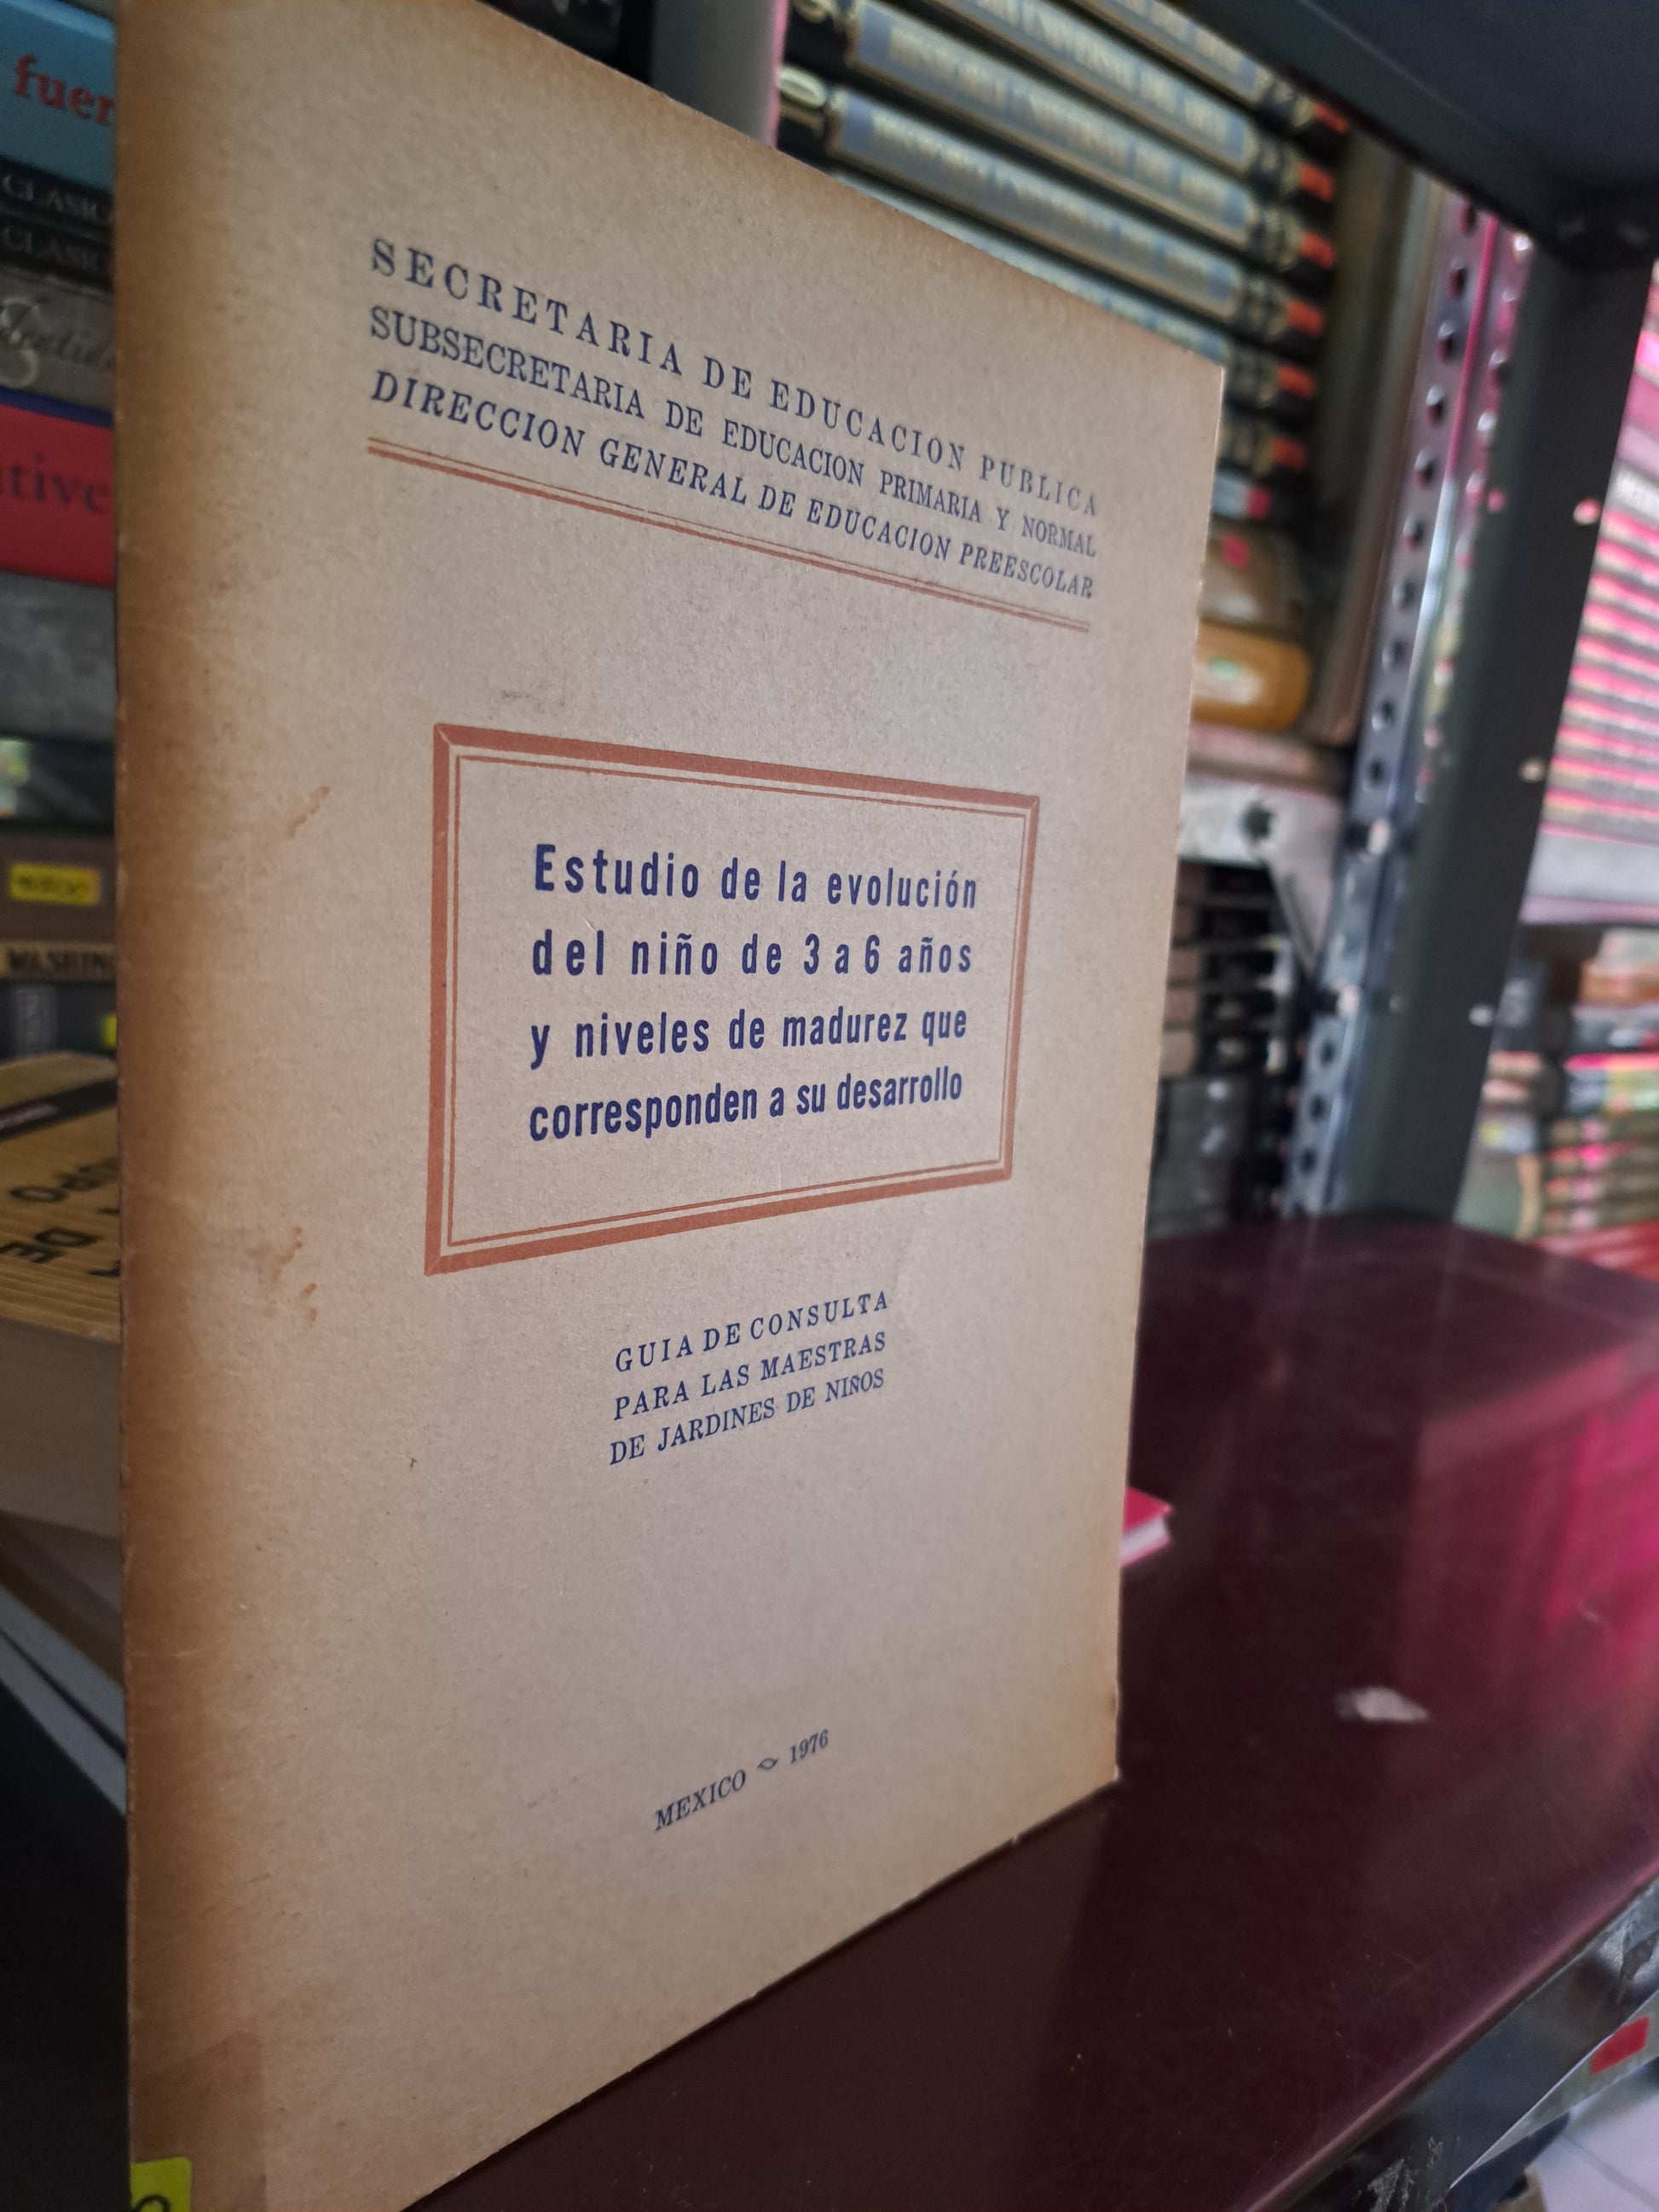 SECRETARIA DE EDUCACION PUBLICA
SUBSECRETARIA DE EDUCACION PRIMARIA Y NORMAL
DIRECCION GENERAL DE EDUCACION PREESCOLAR
Estudio de la evolución
del niño de 3 a 6 años
y niveles de madurez que
corresponden a su desarrollo
GUIA DE CONSULTA
PARA LAS MAESTRAS
DE JARDINES DE NIÑOS
MEXICO 1976
fuer
DE